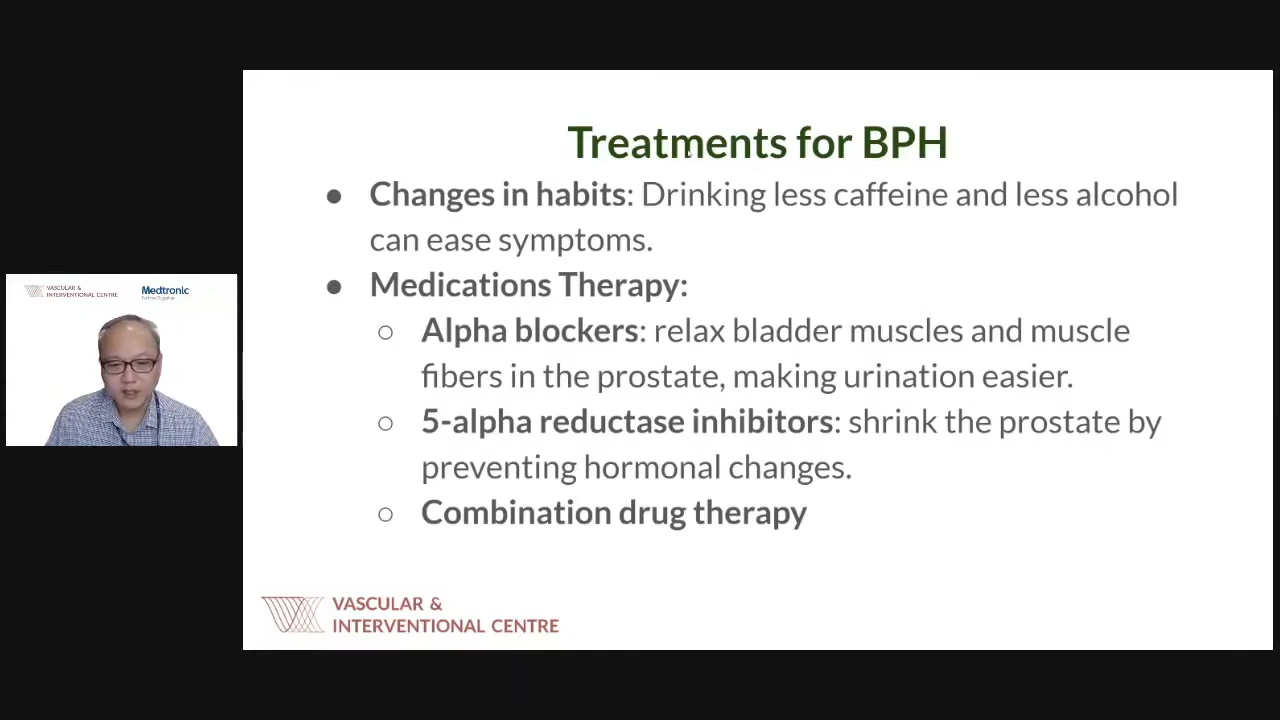 Treatments for BPH
● Changes in habits: Drinking less caffeine and less alcohol
can ease symptoms.
● Medications Therapy:
○ Alpha blockers: relax bladder muscles and muscle
fibers in the prostate, making urination easier.
○ 5-alpha reductase inhibitors: shrink the prostate by
preventing hormonal changes.
○ Combination drug therapy
VASCULAR &
INTERVENTIONAL CENTRE
VASCULAR &
INTERVENTIONAL CENTRE
Medtronic